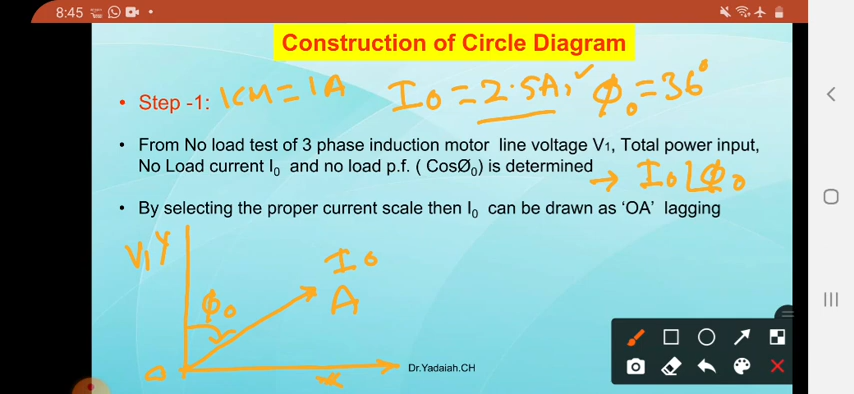 8:45
Construction of Circle Diagram
• Step -1: 1CM = 1A I0 = 2.5A, ✓ Φ0 = 36°
• From No load test of 3 phase induction motor line voltage V1, Total power input,
No Load current I0 and no load p.f. ( CosØ0) is determined → I0∠Φ0
• By selecting the proper current scale then I0 can be drawn as ‘OA’ lagging
V1 Y
I0
Φ0
A
O
x
Dr.Yadaiah.CH